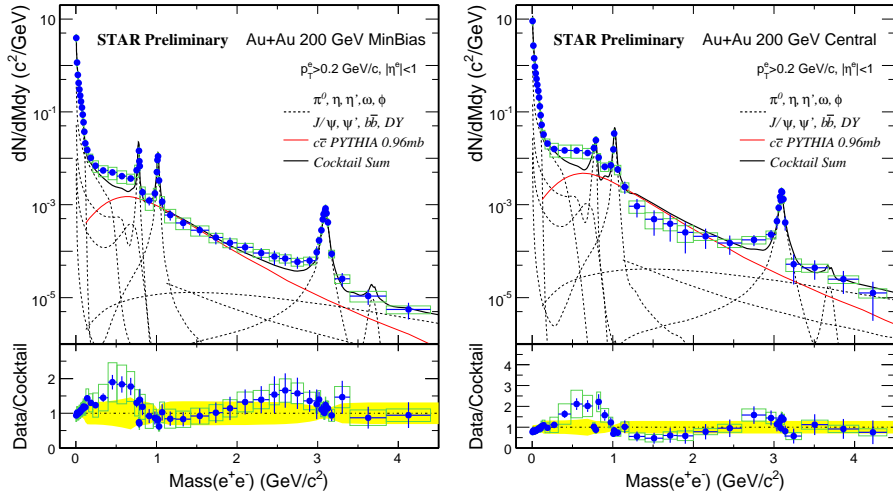 STAR Preliminary Au+Au 200 GeV MinBias
p_T^e>0.2 GeV/c, |η^e|<1
π⁰, η, η’, ω, φ
J/ψ, ψ’, bb̄, DY
cc̄ PYTHIA 0.96mb
Cocktail Sum
dN/dMdy (c²/GeV)
10
10⁻¹
10⁻³
10⁻⁵
Data/Cocktail
2
1
0
0 1 2 3 4
Mass(e⁺e⁻) (GeV/c²)
STAR Preliminary Au+Au 200 GeV Central
p_T^e>0.2 GeV/c, |η^e|<1
π⁰, η, η’, ω, φ
J/ψ, ψ’, bb̄, DY
cc̄ PYTHIA 0.96mb
Cocktail Sum
dN/dMdy (c²/GeV)
10
10⁻¹
10⁻³
10⁻⁵
Data/Cocktail
4
3
2
1
0
0 1 2 3 4
Mass(e⁺e⁻) (GeV/c²)